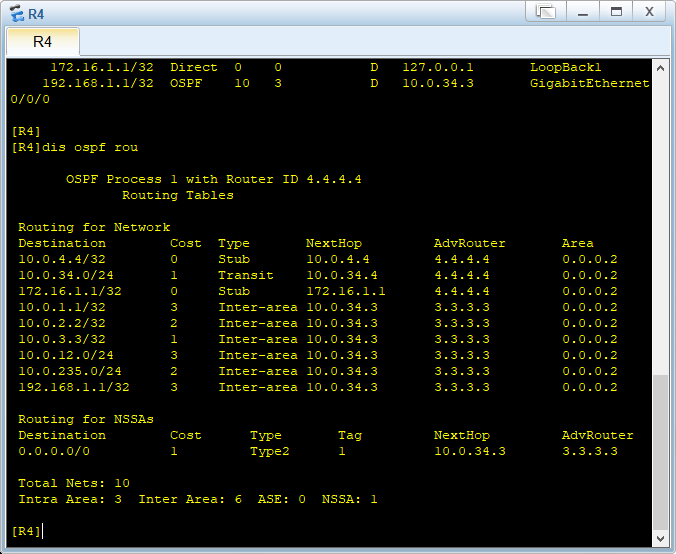 R4
R4
172.16.1.1/32  Direct  0    0           D   127.0.0.1       LoopBack1
192.168.1.1/32  OSPF    10   3           D   10.0.34.3       GigabitEthernet
0/0/0
[R4]
[R4]dis ospf rou
OSPF Process 1 with Router ID 4.4.4.4
Routing Tables
Routing for Network
Destination        Cost  Type       NextHop         AdvRouter       Area
10.0.4.4/32        0     Stub       10.0.4.4        4.4.4.4         0.0.0.2
10.0.34.0/24       1     Transit    10.0.34.4       4.4.4.4         0.0.0.2
172.16.1.1/32      0     Stub       172.16.1.1      4.4.4.4         0.0.0.2
10.0.1.1/32        3     Inter-area 10.0.34.3       3.3.3.3         0.0.0.2
10.0.2.2/32        2     Inter-area 10.0.34.3       3.3.3.3         0.0.0.2
10.0.3.3/32        1     Inter-area 10.0.34.3       3.3.3.3         0.0.0.2
10.0.12.0/24       3     Inter-area 10.0.34.3       3.3.3.3         0.0.0.2
10.0.235.0/24      2     Inter-area 10.0.34.3       3.3.3.3         0.0.0.2
192.168.1.1/32     3     Inter-area 10.0.34.3       3.3.3.3         0.0.0.2
Routing for NSSAs
Destination        Cost      Type       Tag         NextHop         AdvRouter
0.0.0.0/0          1         Type2      1           10.0.34.3       3.3.3.3
Total Nets: 10
Intra Area: 3  Inter Area: 6  ASE: 0  NSSA: 1
[R4]